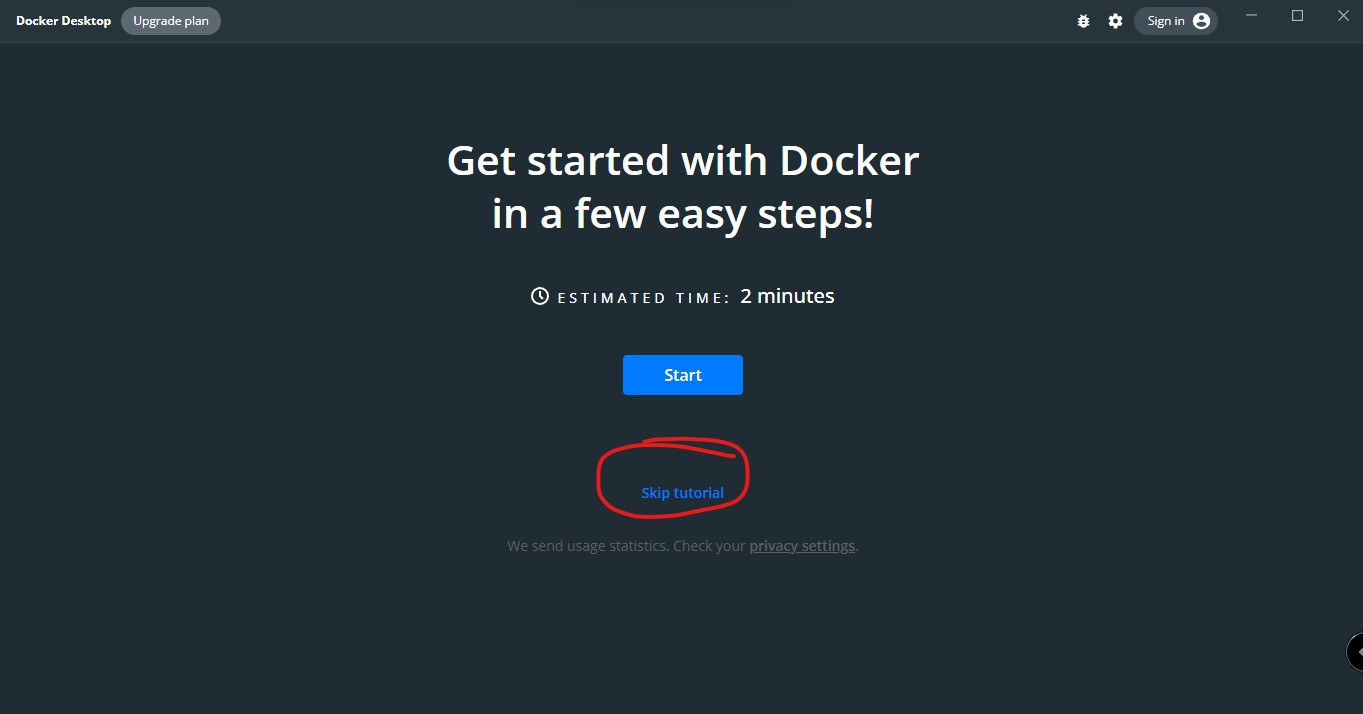 Docker Desktop Upgrade plan Sign in
Get started with Docker
in a few easy steps!
ESTIMATED TIME: 2 minutes
Start
Skip tutorial
We send usage statistics. Check your privacy settings.